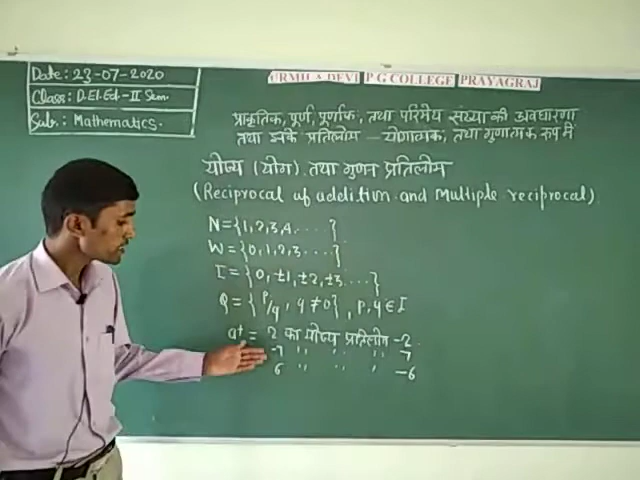 Date: 23-07-2020
Class: D.El.Ed-II Sem.
Sub: Mathematics.
URMILA DEVI P G COLLEGE PRAYAGRAJ
प्राकृतिक, पूर्ण, पूर्णांक, तथा परिमेय संख्या की अवधारणा
तथा इनके प्रतिलोम - योगात्मक, तथा गुणात्मक रूप में
योज्य (योग) तथा गुणन प्रतिलोम
(Reciprocal of addition and Multiple reciprocal)
N={1,2,3,4.....}
W={0,1,2,3.....}
I={0, ±1, ±2, ±3....}
Q={P/q, q≠0}, P,q∈I
a+ = 2 का योज्य प्रतिलोम -2.
-7 " " " 7
6 " " " -6